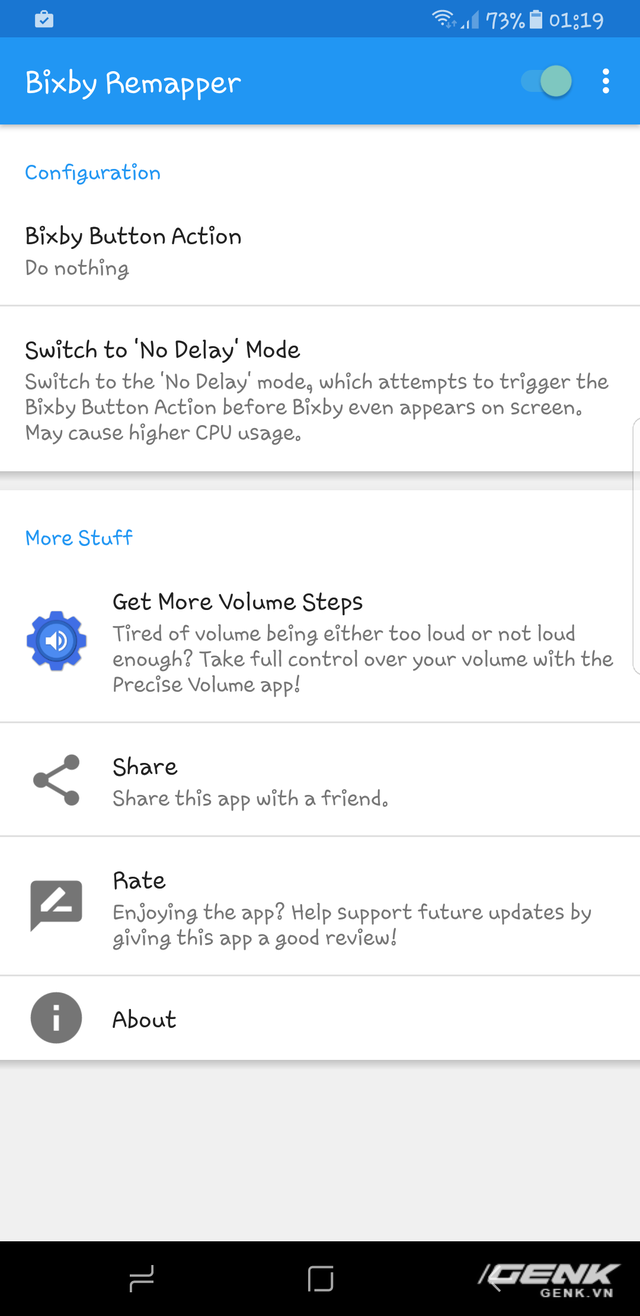 73% 01:19
Bixby Remapper
Configuration
Bixby Button Action
Do nothing
Switch to 'No Delay' Mode
Switch to the 'No Delay' mode, which attempts to trigger the
Bixby Button Action before Bixby even appears on screen.
May cause higher CPU usage.
More Stuff
Get More Volume Steps
Tired of volume being either too loud or not loud
enough? Take full control over your volume with the
Precise Volume app!
Share
Share this app with a friend.
Rate
Enjoying the app? Help support future updates by
giving this app a good review!
About
GENK
GENK.VN